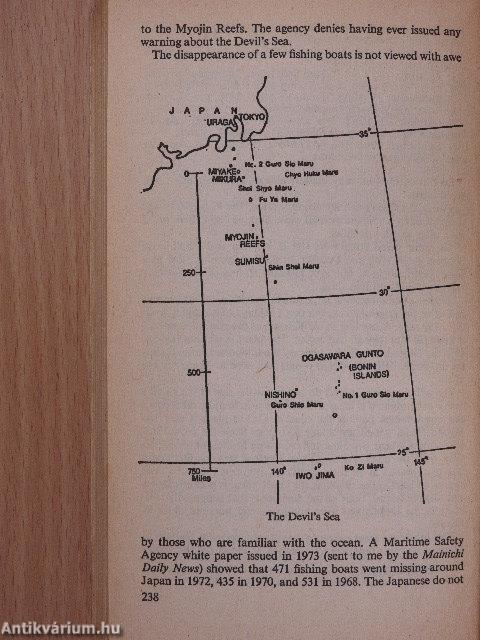 to the Myojin Reefs. The agency denies having ever issued any
warning about the Devil's Sea.
The disappearance of a few fishing boats is not viewed with awe
JAPAN
TOKYO
URAGA
35°
No. 2 Guro Sio Maru
MIYAKE
Chyo Huku Maru
0
MIKURA
Shei Shyo Maru
Fu Ya Maru
MYOJIN
REEFS
SUMISU
Shin Shei Maru
250
30°
OGASAWARA GUNTO
(BONIN
ISLANDS)
500
NISHINO
No. 1 Guro Sio Maru
Guro Shio Maru
25°
750
Miles
140°
IWO JIMA
Ko Zi Maru
145°
The Devil's Sea
by those who are familiar with the ocean. A Maritime Safety
Agency white paper issued in 1973 (sent to me by the Mainichi
Daily News) showed that 471 fishing boats went missing around
Japan in 1972, 435 in 1970, and 531 in 1968. The Japanese do not
238
Antikvárium.hu